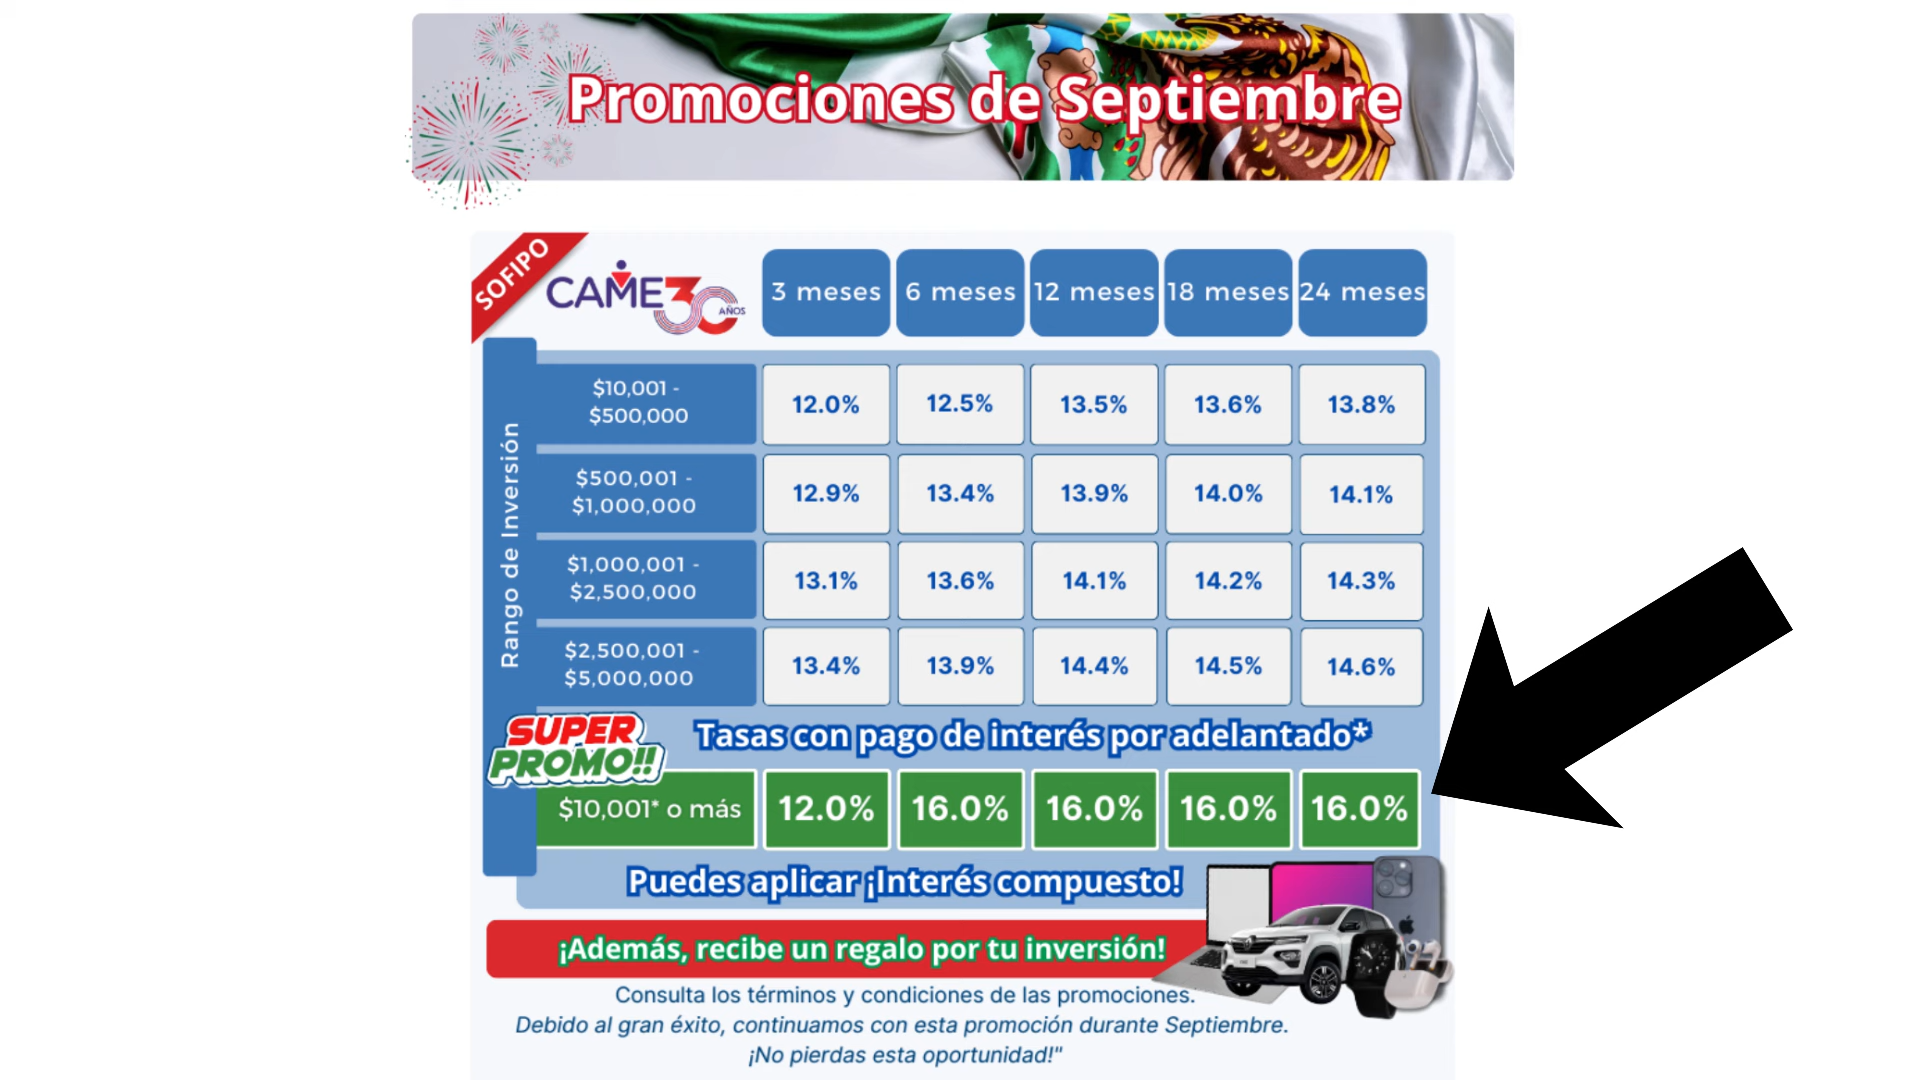 Promociones de Septiembre
SOFIPO
CAME 30 AÑOS
3 meses 6 meses 12 meses 18 meses 24 meses
Rango de Inversión
$10,001 -
$500,000
12.0% 12.5% 13.5% 13.6% 13.8%
$500,001 -
$1,000,000
12.9% 13.4% 13.9% 14.0% 14.1%
$1,000,001 -
$2,500,000
13.1% 13.6% 14.1% 14.2% 14.3%
$2,500,001 -
$5,000,000
13.4% 13.9% 14.4% 14.5% 14.6%
SUPER
PROMO!!
Tasas con pago de interés por adelantado*
$10,001* o más 12.0% 16.0% 16.0% 16.0% 16.0%
Puedes aplicar ¡Interés compuesto!
¡Además, recibe un regalo por tu inversión!
Consulta los términos y condiciones de las promociones.
Debido al gran éxito, continuamos con esta promoción durante Septiembre.
¡No pierdas esta oportunidad!"